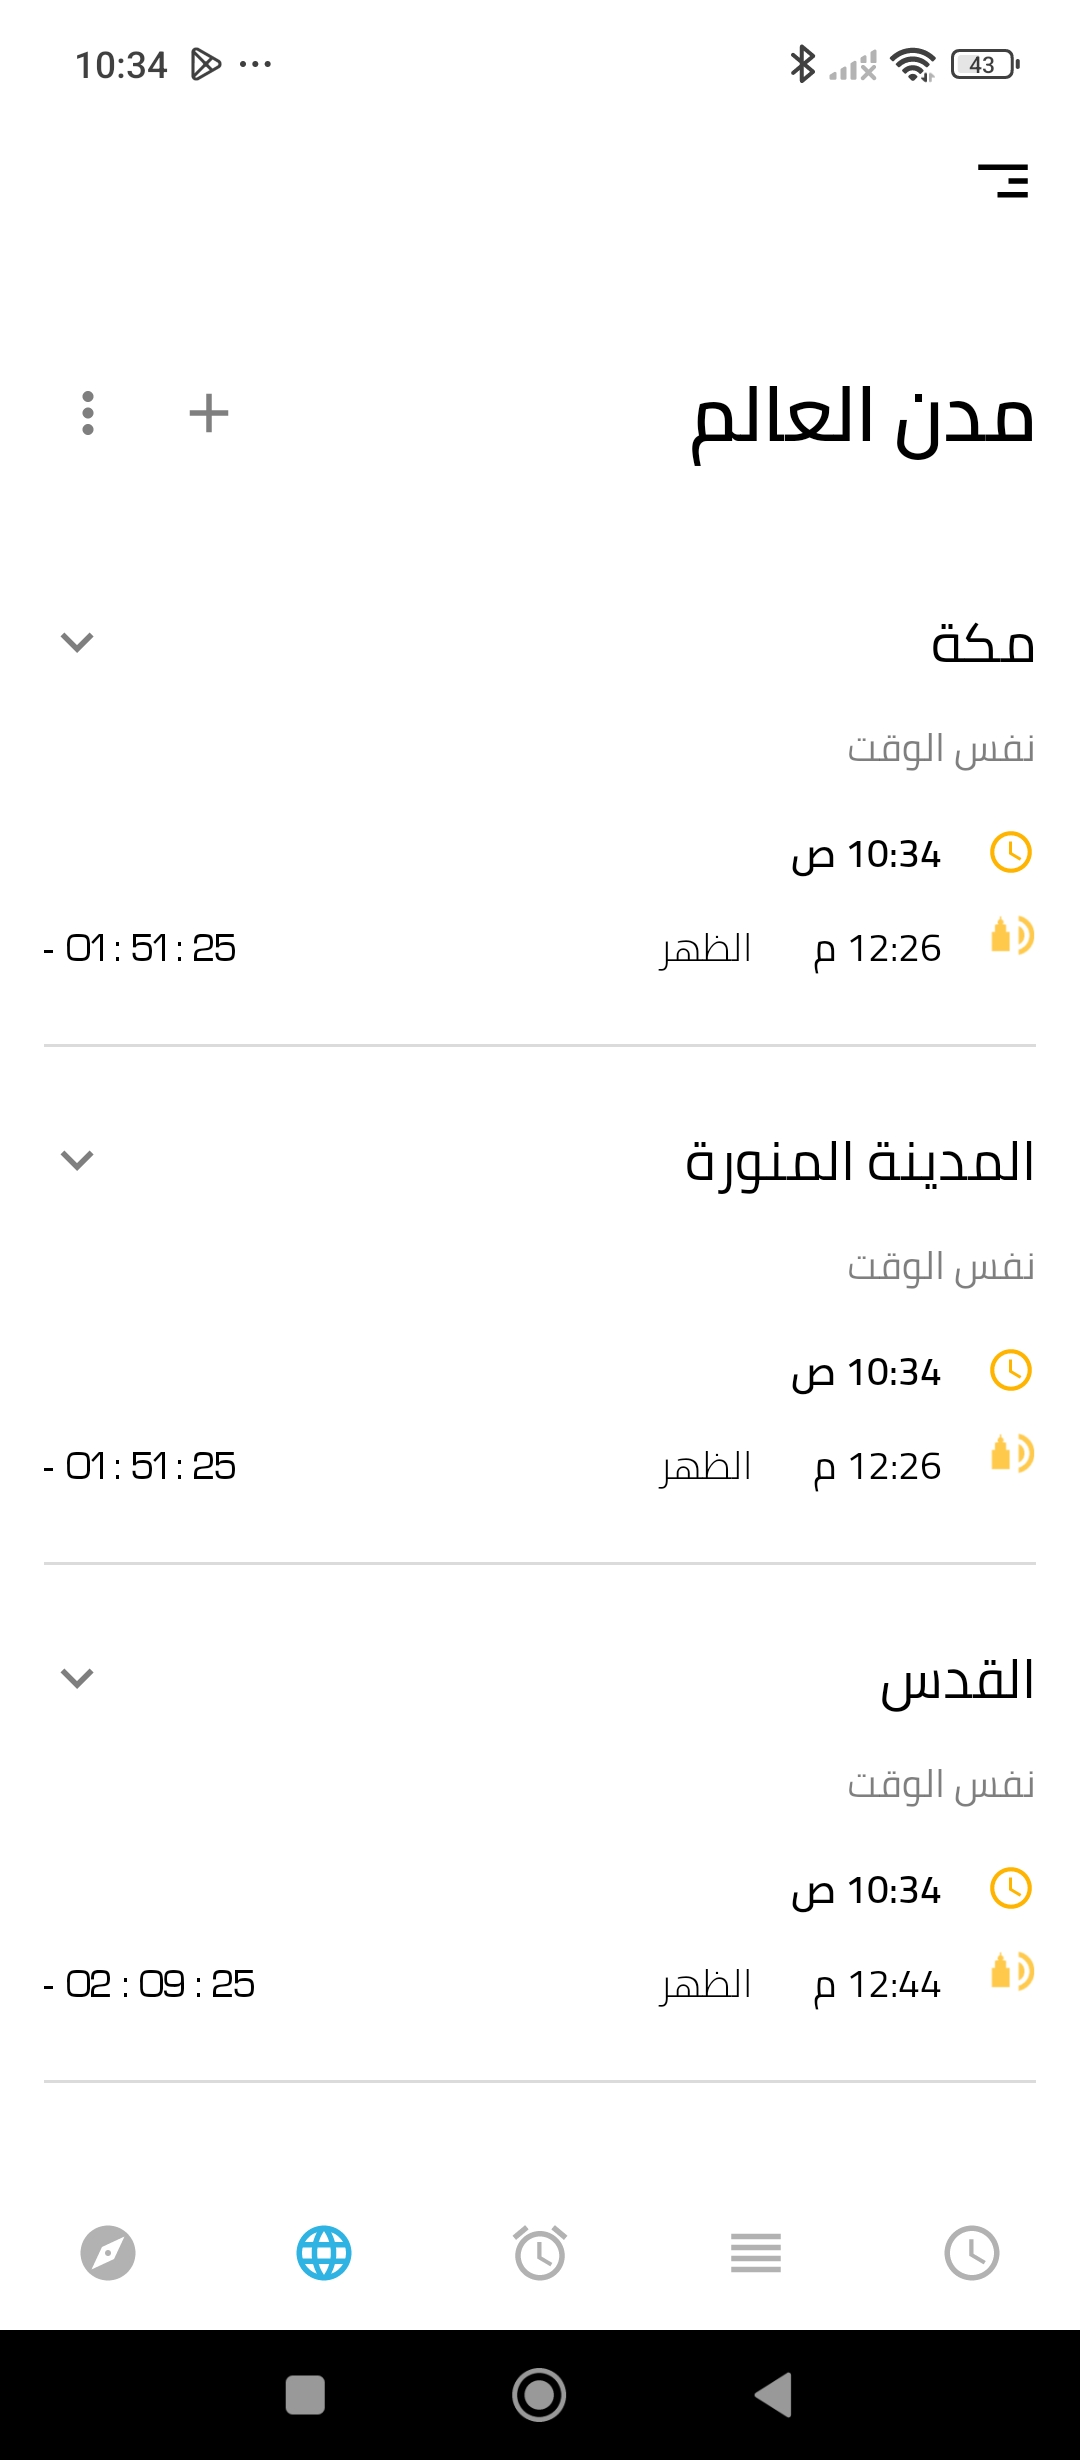 10:34
43
مدن العالم
مكة
نفس الوقت
10:34 ص
12:26 م الظهر - 01 : 51 : 25
المدينة المنورة
نفس الوقت
10:34 ص
12:26 م الظهر - 01 : 51 : 25
القدس
نفس الوقت
10:34 ص
12:44 م الظهر - 02 : 09 : 25